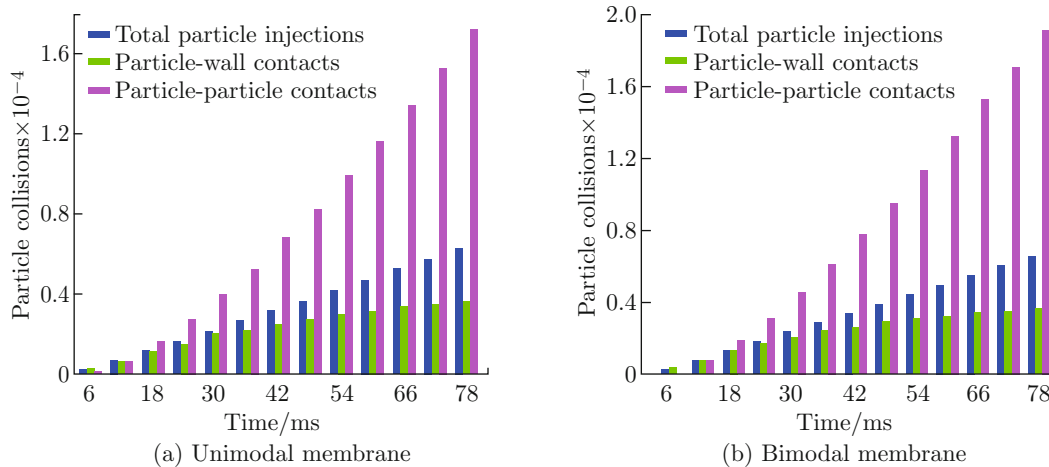 Particle collisions×10⁻⁴
1.6
1.2
0.8
0.4
0
Total particle injections
Particle-wall contacts
Particle-particle contacts
6 18 30 42 54 66 78
Time/ms
(a) Unimodal membrane
Particle collisions×10⁻⁴
2.0
1.6
1.2
0.8
0.4
0
Total particle injections
Particle-wall contacts
Particle-particle contacts
6 18 30 42 54 66 78
Time/ms
(b) Bimodal membrane